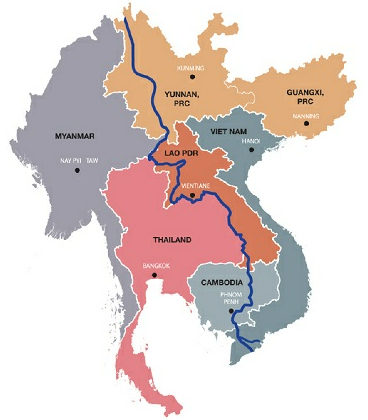 KUNMING
YUNNAN,
PRC
GUANGXI,
PRC
NANNING
MYANMAR
NAY PYI TAW
VIET NAM
HANOI
LAO PDR
VIENTIANE
THAILAND
BANGKOK
CAMBODIA
PHNOM
PENH